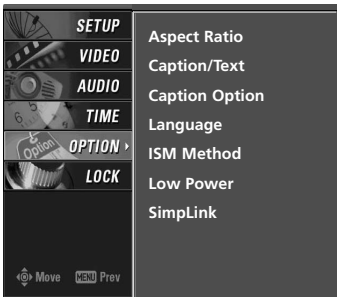 SETUP
VIDEO
AUDIO
TIME
OPTION
LOCK
Move MENU Prev
Aspect Ratio
Caption/Text
Caption Option
Language
ISM Method
Low Power
SimpLink